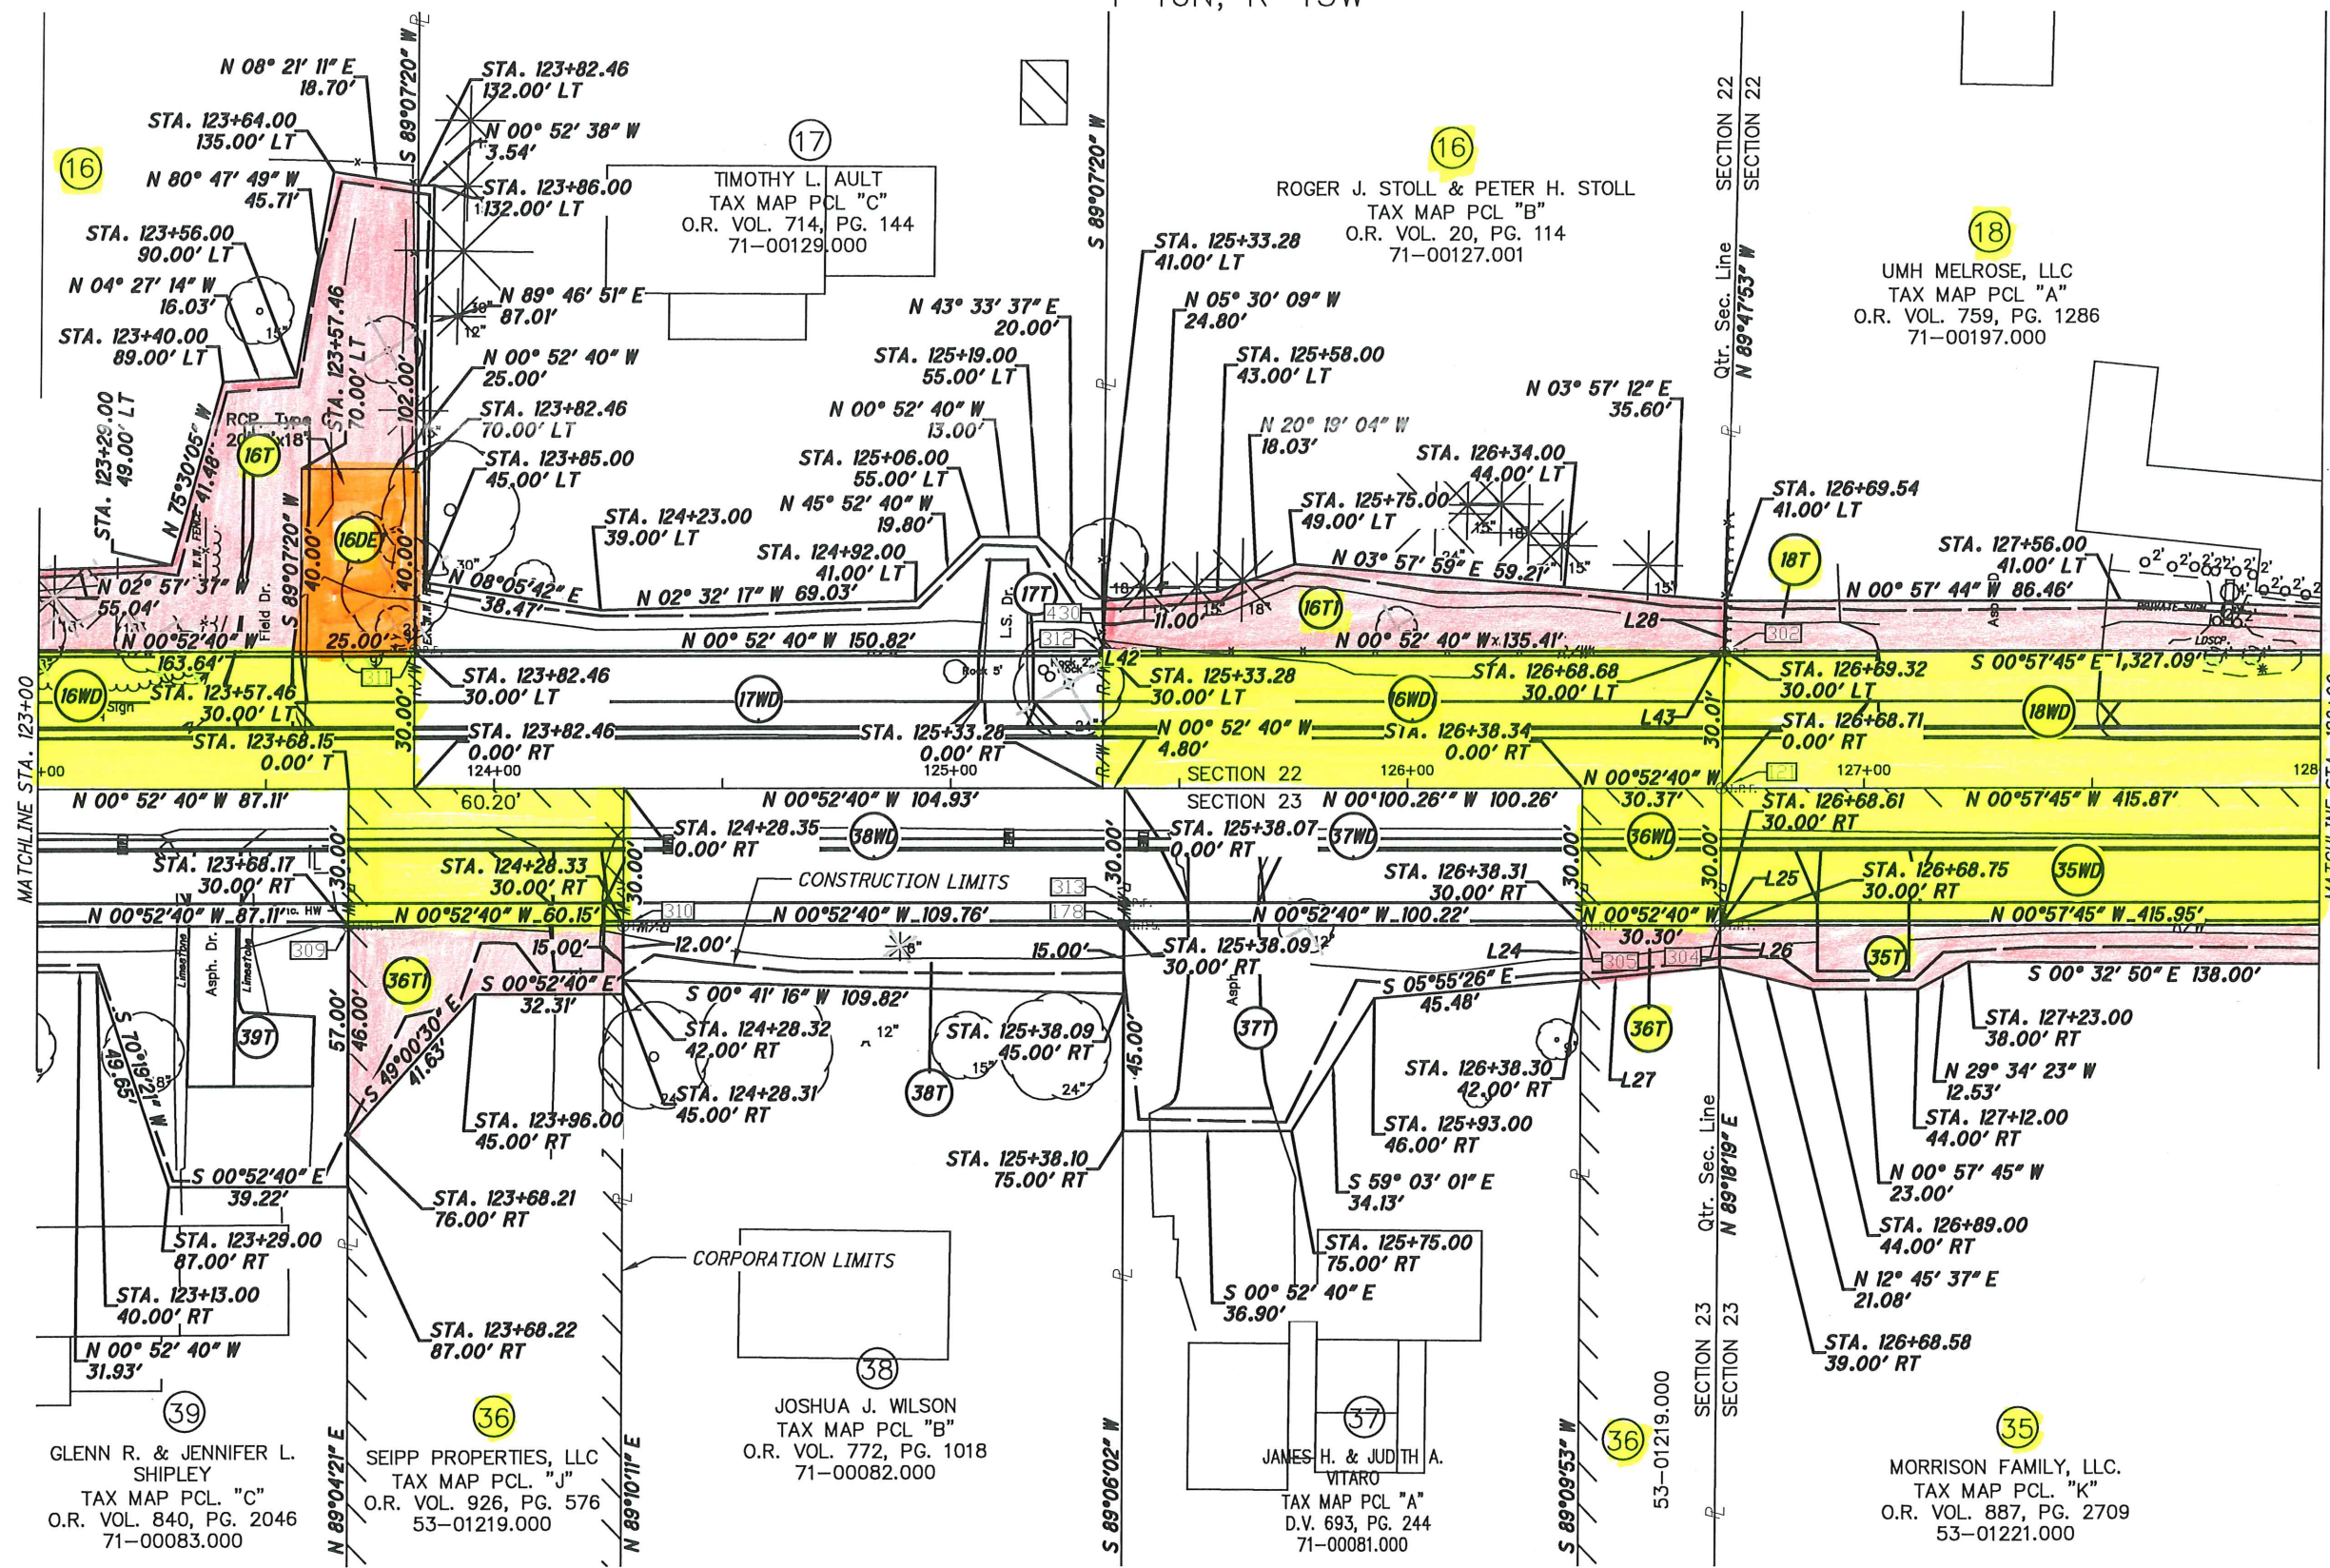 T-10N, R-13W
N 08° 21' 11" E
18.70'
STA. 123+64.00
135.00' LT
N 80° 47' 49" W
45.71'
STA. 123+56.00
90.00' LT
N 04° 27' 14" W
16.03'
STA. 123+40.00
89.00' LT
STA. 123+29.00
49.00' LT
N 75°30'05" W
41.48'
16
S 89°07'20" W
STA. 123+82.46
132.00' LT
N 00° 52' 38" W
3.54'
STA. 123+86.00
132.00' LT
N 89° 46' 51" E
87.01'
N 00° 52' 40" W
25.00'
STA. 123+82.46
70.00' LT
STA. 123+85.00
45.00' LT
STA. 123+57.46
70.00' LT
102.00'
RCP, Type C
16T
16DE
S 89°07'20" W
40.00'
40.00'
Field Dr.
N 02° 57' 37" W
55.04'
N 00°52'40" W
163.64'
25.00'
17
TIMOTHY L. AULT
TAX MAP PCL "C"
O.R. VOL. 714, PG. 144
71-00129.000
N 43° 33' 37" E
20.00'
STA. 125+19.00
55.00' LT
N 00° 52' 40" W
13.00'
STA. 125+06.00
55.00' LT
N 45° 52' 40" W
19.80'
STA. 124+92.00
41.00' LT
STA. 124+23.00
39.00' LT
N 08°05'42" E
38.47'
N 02° 32' 17" W 69.03'
N 00° 52' 40" W 150.82'
L.S. Dr.
17T
430
312
S 89°07'20" W
16
ROGER J. STOLL & PETER H. STOLL
TAX MAP PCL "B"
O.R. VOL. 20, PG. 114
71-00127.001
STA. 125+33.28
41.00' LT
N 05° 30' 09" W
24.80'
STA. 125+58.00
43.00' LT
N 20° 19' 04" W
18.03'
STA. 125+75.00
49.00' LT
STA. 126+34.00
44.00' LT
N 03° 57' 12" E
35.60'
N 03° 57' 59" E 59.21'
16T1
11.00'
N 00° 52' 40" W 135.41'
L28
Qtr. Sec. Line
SECTION 22
SECTION 22
N 89°47'53" W
18
UMH MELROSE, LLC
TAX MAP PCL "A"
O.R. VOL. 759, PG. 1286
71-00197.000
STA. 126+69.54
41.00' LT
18T
STA. 127+56.00
41.00' LT
N 00° 57' 44" W 86.46'
302
PRIVATE SIGN
LDSCP.
S 00°57'45" E 1,327.09'
MATCHLINE STA. 123+00
16WD
Sign
311
STA. 123+57.46
30.00' LT
STA. 123+68.15
0.00' T
30.00'
STA. 123+82.46
30.00' LT
STA. 123+82.46
0.00' RT
17WD
Rock 5'
STA. 125+33.28
0.00' RT
L42
R/W
STA. 125+33.28
30.00' LT
N 00° 52' 40" W
4.80'
16WD1
STA. 126+68.68
30.00' LT
STA. 126+38.34
0.00' RT
L43
30.01'
STA. 126+69.32
30.00' LT
STA. 126+68.71
0.00' RT
18WD
+00
124+00
125+00
SECTION 22
126+00
N 00°52'40" W
121
127+00
128
N 00° 52' 40" W 87.11'
60.20'
N 00°52'40" W 104.93'
SECTION 23
N 00°100.26'" W 100.26'
30.37'
N 00°57'45" W 415.87'
STA. 126+68.61
30.00' RT
30.00'
STA. 124+28.35
0.00' RT
38WD
30.00'
STA. 125+38.07
0.00' RT
37WD
30.00'
36WD
30.00'
STA. 123+68.17
30.00' RT
STA. 124+28.33
30.00' RT
30.00'
CONSTRUCTION LIMITS
313
STA. 126+38.31
30.00' RT
L25
STA. 126+68.75
30.00' RT
35WD
N 00°52'40" W 87.11'
N 00°52'40" W 60.15'
310
N 00°52'40" W 109.76'
178
N 00°52'40" W 100.22'
N 00°52'40" W
30.30'
N 00°57'45" W 415.95'
309
Limestone
Asph. Dr.
Limestone
15.00'
12.00'
15.00'
STA. 125+38.09
30.00' RT
L24
305
304
L26
35T
36T1
S 00°52'40" E
32.31'
S 00° 41' 16" W 109.82'
S 05°55'26" E
45.48'
S 00° 32' 50" E 138.00'
57.00'
46.00'
S 49°00'30" E
41.63'
S 70°19'21" W
49.65'
39T
STA. 124+28.32
42.00' RT
STA. 124+28.31
45.00' RT
STA. 123+96.00
45.00' RT
38T
STA. 125+38.09
45.00' RT
45.00'
Asph.
37T
36T
L27
STA. 126+38.30
42.00' RT
STA. 125+93.00
46.00' RT
STA. 125+38.10
75.00' RT
S 59° 03' 01" E
34.13'
STA. 125+75.00
75.00' RT
S 00° 52' 40" E
36.90'
STA. 127+23.00
38.00' RT
N 29° 34' 23" W
12.53'
STA. 127+12.00
44.00' RT
N 00° 57' 45" W
23.00'
STA. 126+89.00
44.00' RT
N 12° 45' 37" E
21.08'
STA. 126+68.58
39.00' RT
S 00°52'40" E
39.22'
STA. 123+29.00
87.00' RT
STA. 123+13.00
40.00' RT
N 00° 52' 40" W
31.93'
STA. 123+68.21
76.00' RT
STA. 123+68.22
87.00' RT
CORPORATION LIMITS
39
GLENN R. & JENNIFER L.
SHIPLEY
TAX MAP PCL. "C"
O.R. VOL. 840, PG. 2046
71-00083.000
N 89°04'21" E
36
SEIPP PROPERTIES, LLC
TAX MAP PCL. "J"
O.R. VOL. 926, PG. 576
53-01219.000
N 89°10'11" E
38
JOSHUA J. WILSON
TAX MAP PCL "B"
O.R. VOL. 772, PG. 1018
71-00082.000
S 89°06'02" W
37
JAMES H. & JUDITH A.
VITARO
TAX MAP PCL "A"
D.V. 693, PG. 244
71-00081.000
S 89°09'53" W
36
53-01219.000
Qtr. Sec. Line
N 89°18'19" E
SECTION 23
SECTION 23
35
MORRISON FAMILY, LLC.
TAX MAP PCL. "K"
O.R. VOL. 887, PG. 2709
53-01221.000